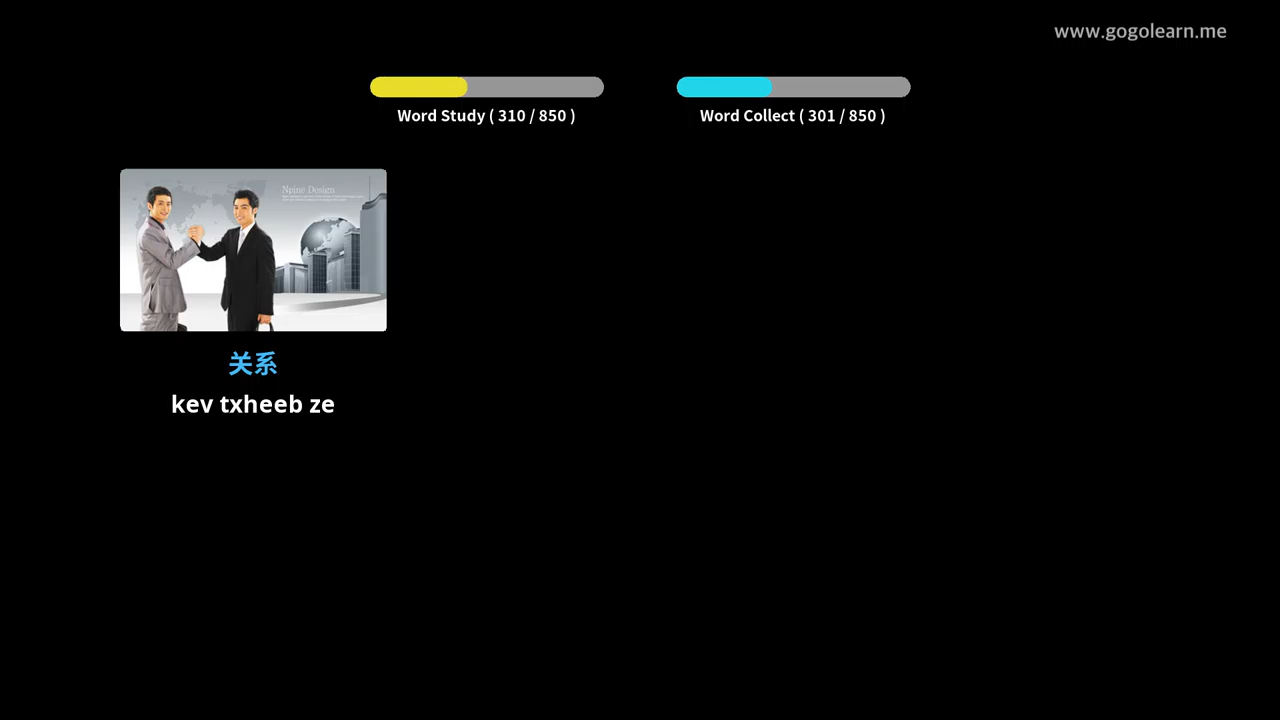 www.gogolearn.me
Word Study ( 310 / 850 )
Word Collect ( 301 / 850 )
Npine Design
关系
kev txheeb ze